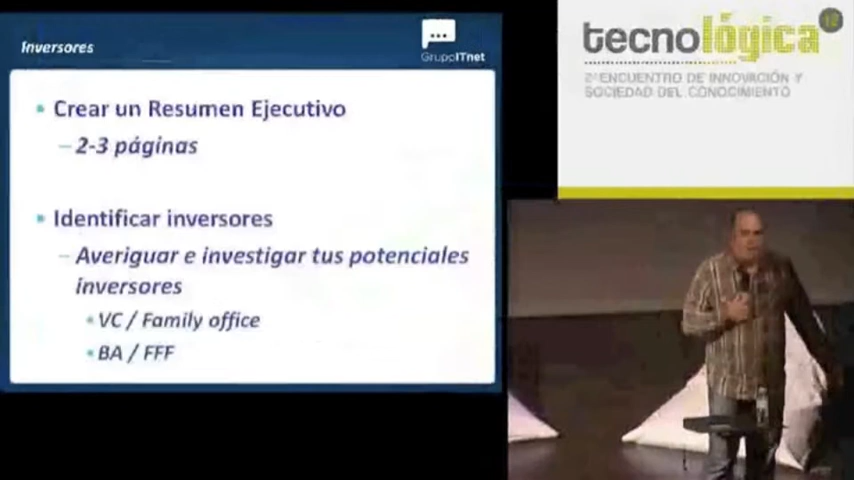 Inversores
GrupoITnet
• Crear un Resumen Ejecutivo
– 2-3 páginas
• Identificar inversores
– Averiguar e investigar tus potenciales
inversores
• VC / Family office
• BA / FFF
tecnológica 12
2º ENCUENTRO DE INNOVACIÓN Y
SOCIEDAD DEL CONOCIMIENTO